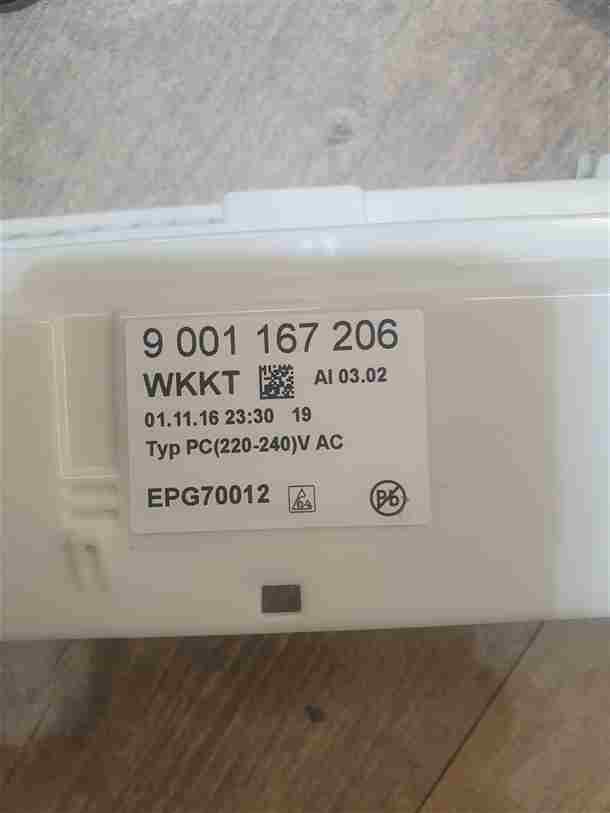 9 001 167 206
WKKT AI 03.02
01.11.16 23:30 19
Typ PC(220-240)V AC
EPG70012 Pb